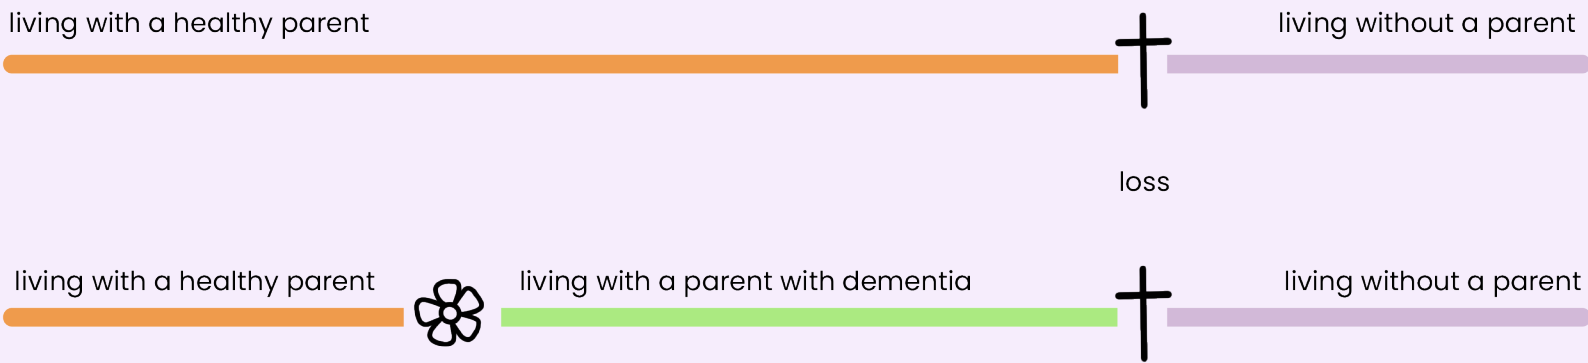 living with a healthy parent
living without a parent
loss
living with a healthy parent
living with a parent with dementia
living without a parent